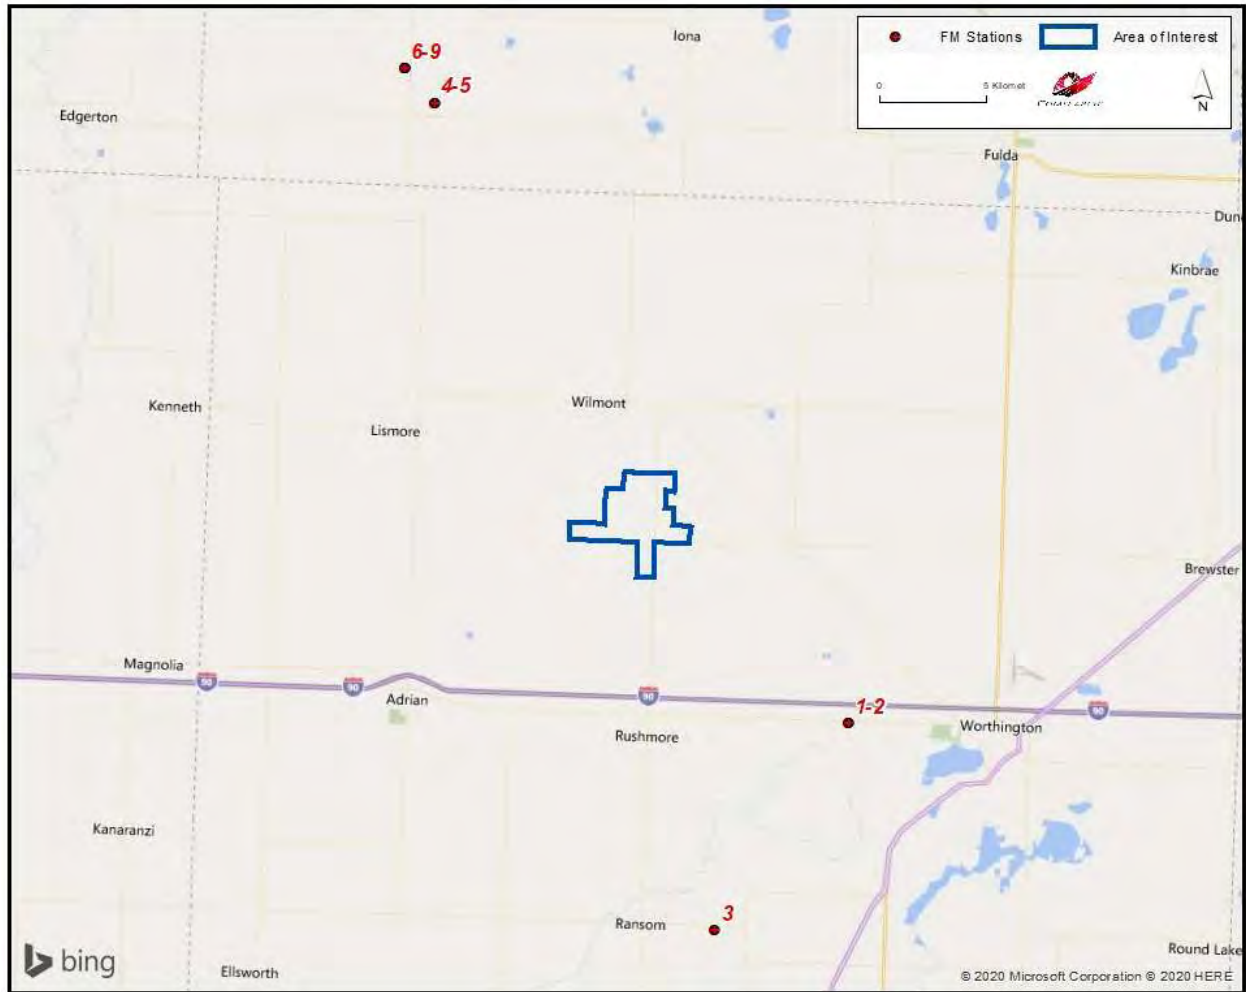 Iona
FM Stations
Area of Interest
6-9
4-5
0
5 Kilomet
N
Edgerton
Fulda
Kinbrae
Wilmont
Kenneth
Lismore
Brewster
Magnolia
90
90
90
90
Adrian
1-2
Worthington
Rushmore
Kanaranzi
3
Ransom
Round Lake
bing
Ellsworth
© 2020 Microsoft Corporation © 2020 HERE